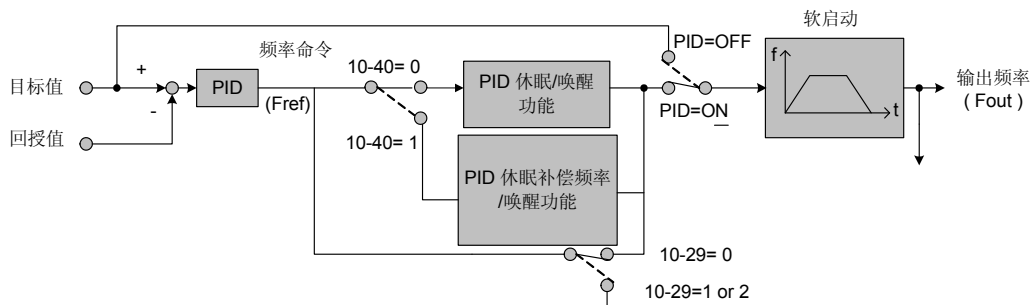 软启动
PID=OFF
频率命令
f
目标值
+
10-40= 0
PID 休眠/唤醒
功能
输出频率
( Fout )
PID
-
(Fref)
PID=ON
t
回授值
10-40= 1
PID 休眠补偿频率
/唤醒功能
10-29= 0
10-29=1 or 2